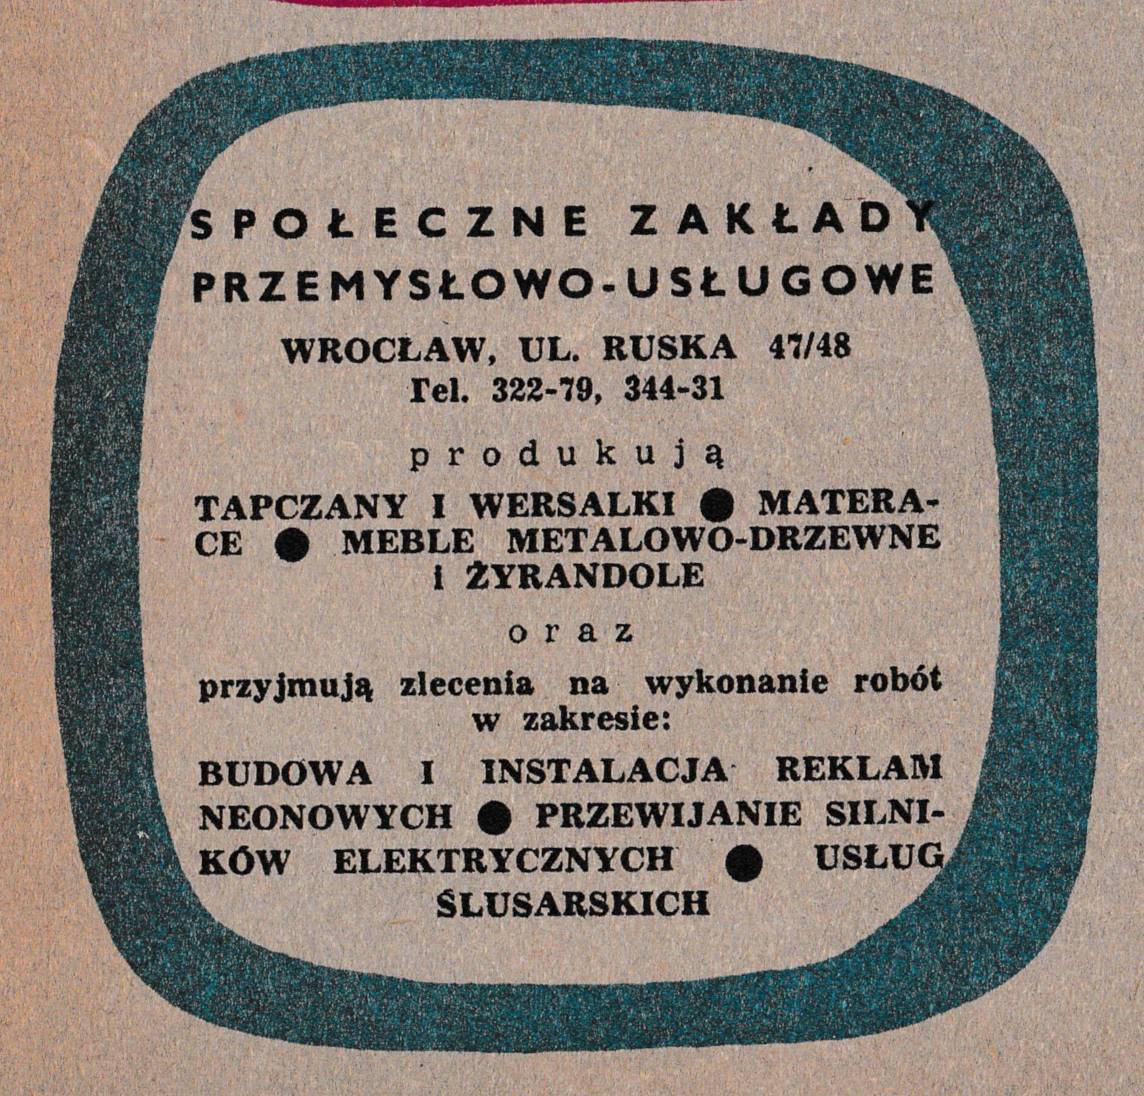 SPOŁECZNE ZAKŁADY
PRZEMYSŁOWO-USŁUGOWE
WROCŁAW, UL. RUSKA 47/48
Tel. 322-79, 344-31
produkują
TAPCZANY I WERSALKI ● MATERA-
CE ● MEBLE METALOWO-DRZEWNE
i ŻYRANDOLE
oraz
przyjmują zlecenia na wykonanie robót
w zakresie:
BUDOWA I INSTALACJA REKLAM
NEONOWYCH ● PRZEWIJANIE SILNI-
KÓW ELEKTRYCZNYCH ● USŁUG
ŚLUSARSKICH